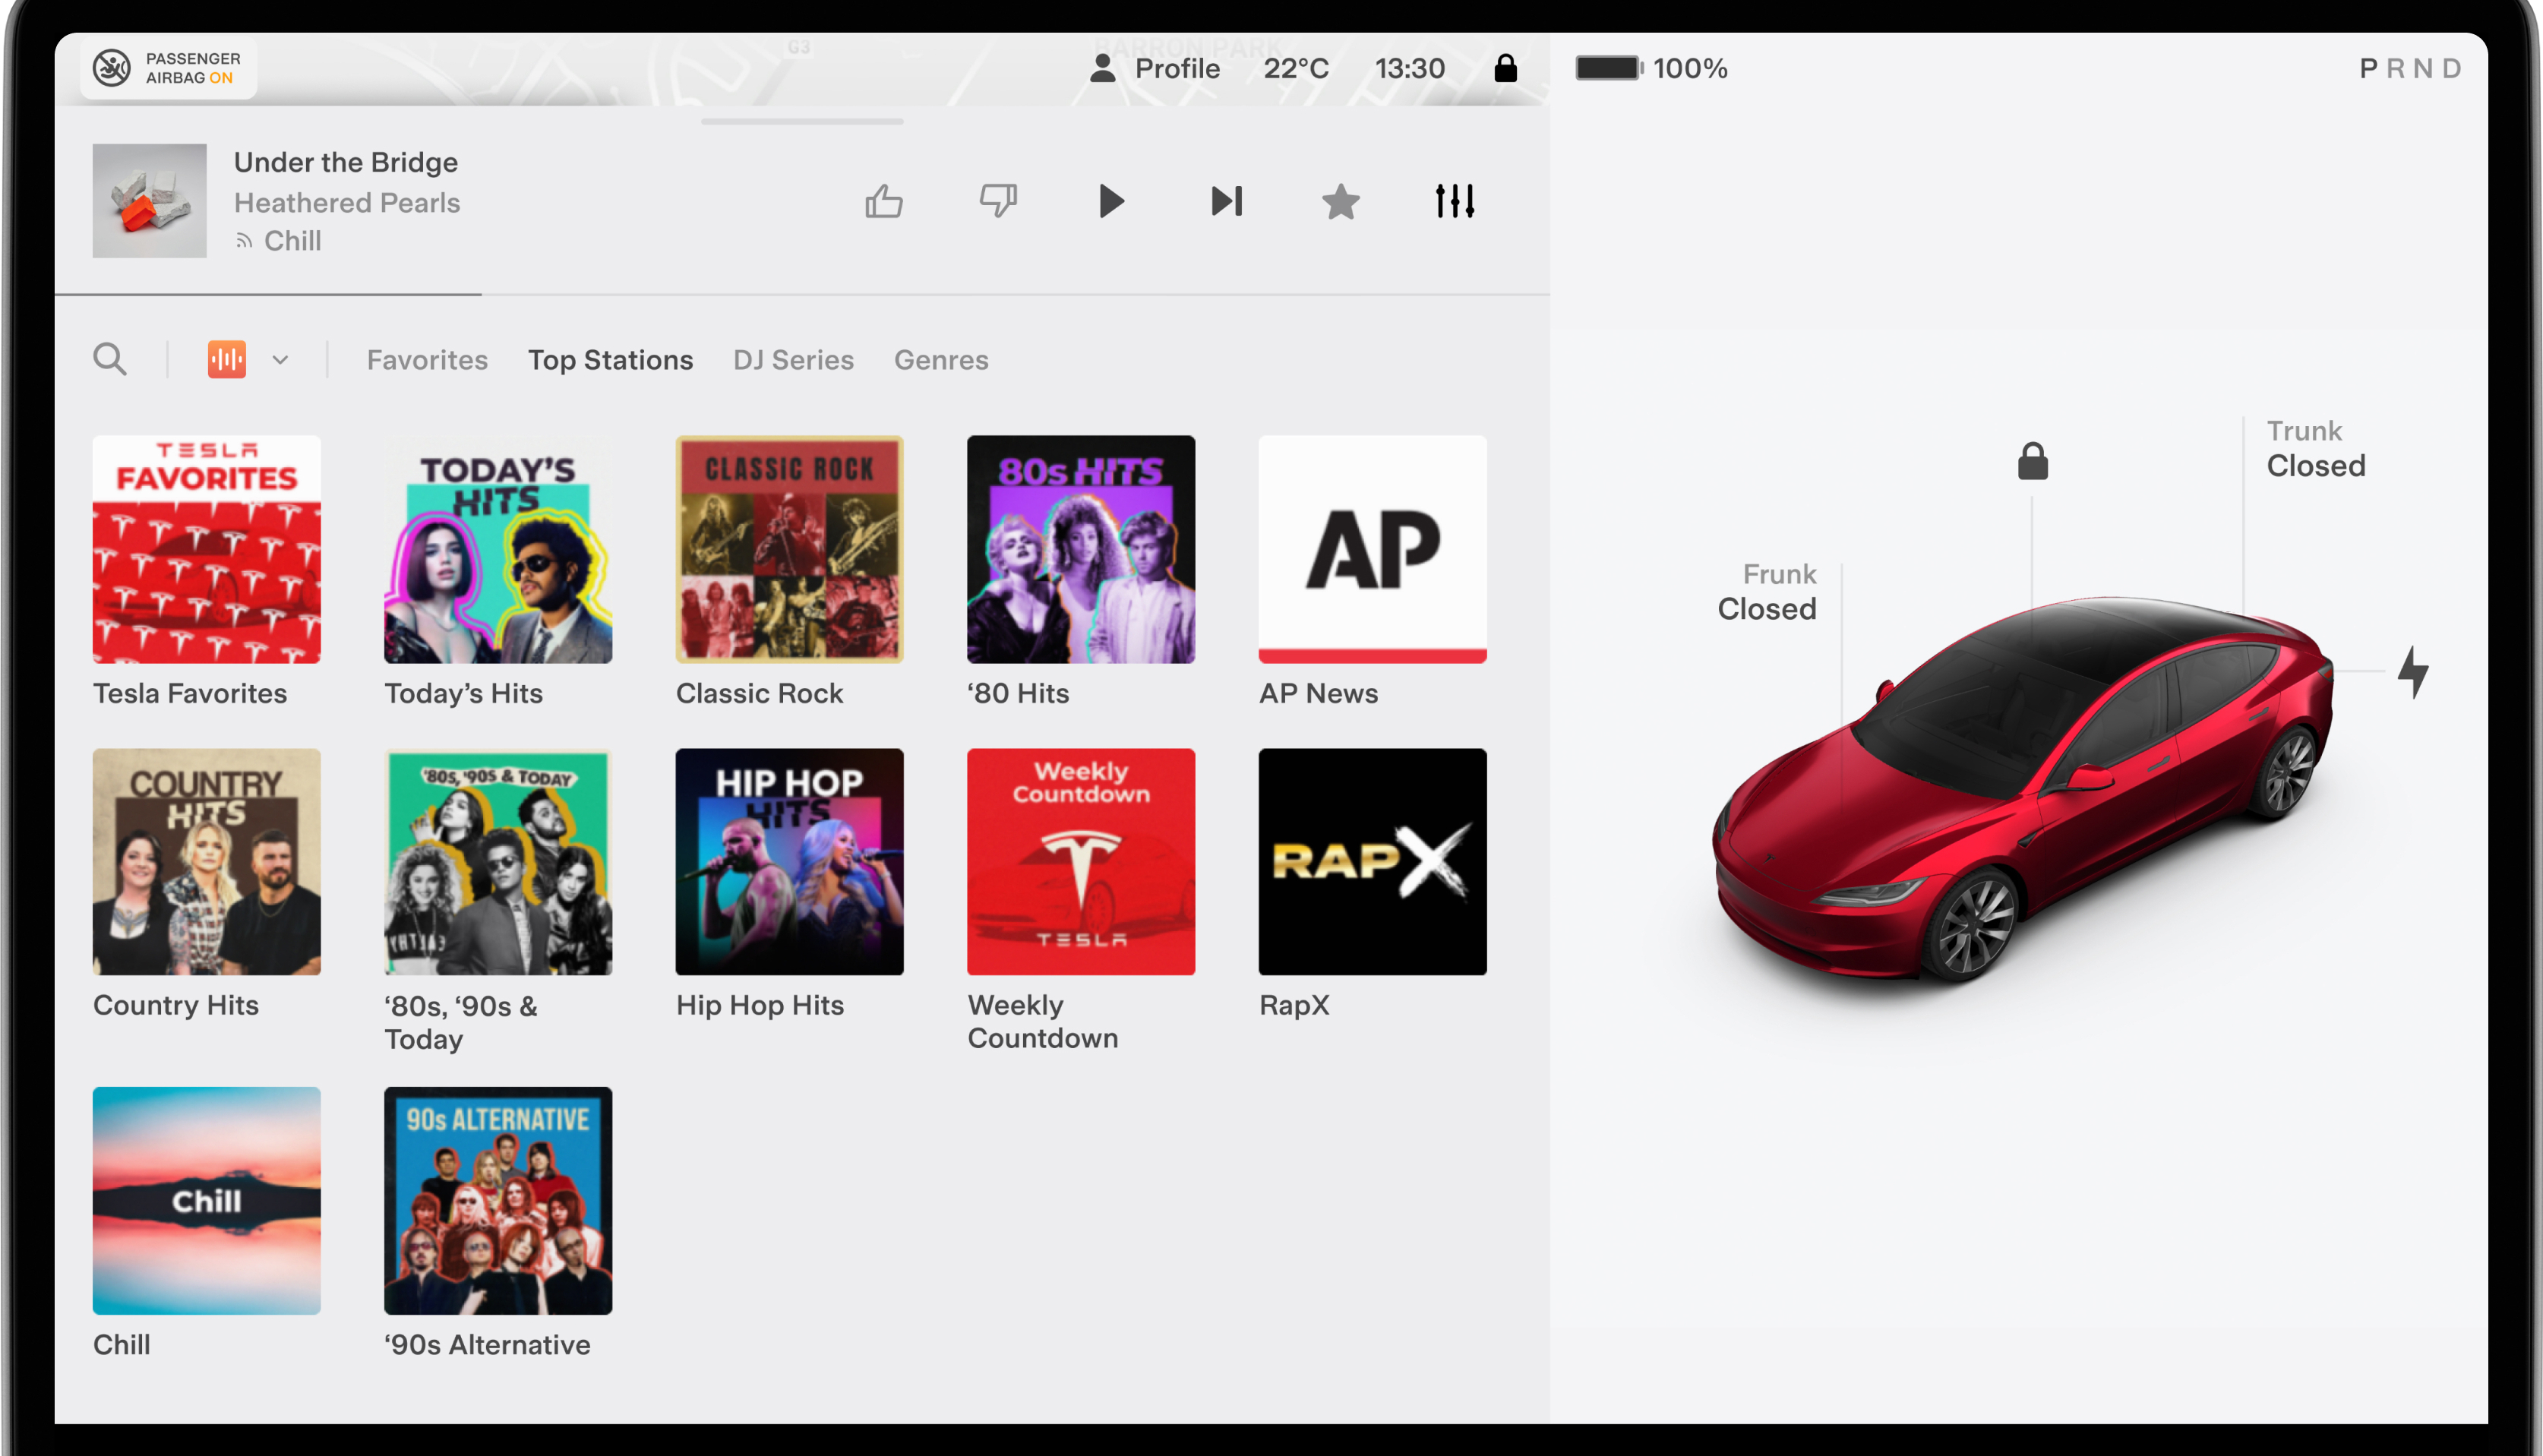 PASSENGER
AIRBAG ON
G3
BARRON PARK
Profile
22°C
13:30
100%
P R N D
Under the Bridge
Heathered Pearls
Chill
Favorites
Top Stations
DJ Series
Genres
TESLA
FAVORITES
TODAY'S
HITS
CLASSIC ROCK
80s HITS
AP
Tesla Favorites
Today's Hits
Classic Rock
‘80 Hits
AP News
COUNTRY
HITS
'80S, '90S & TODAY
HIP HOP
HITS
Weekly
Countdown
TESLA
RAPX
Country Hits
‘80s, ‘90s &
Today
Hip Hop Hits
Weekly
Countdown
RapX
Chill
90s ALTERNATIVE
Chill
‘90s Alternative
Trunk
Closed
Frunk
Closed